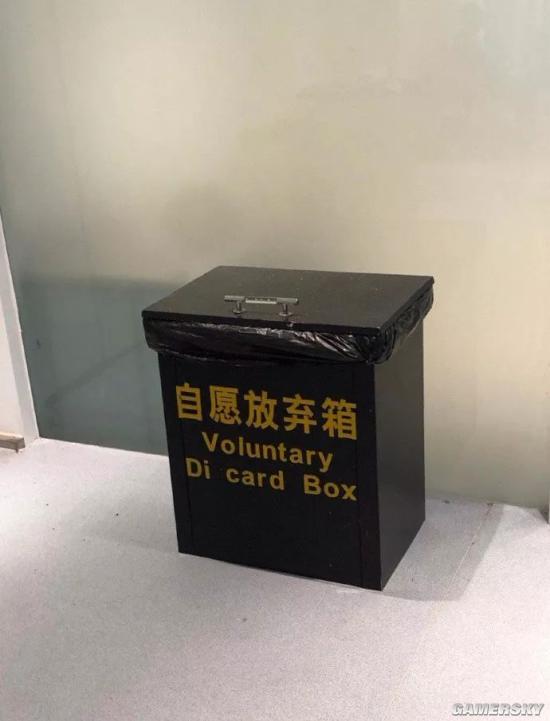 自愿放弃箱
Voluntary
Di card Box
GAMERSKY